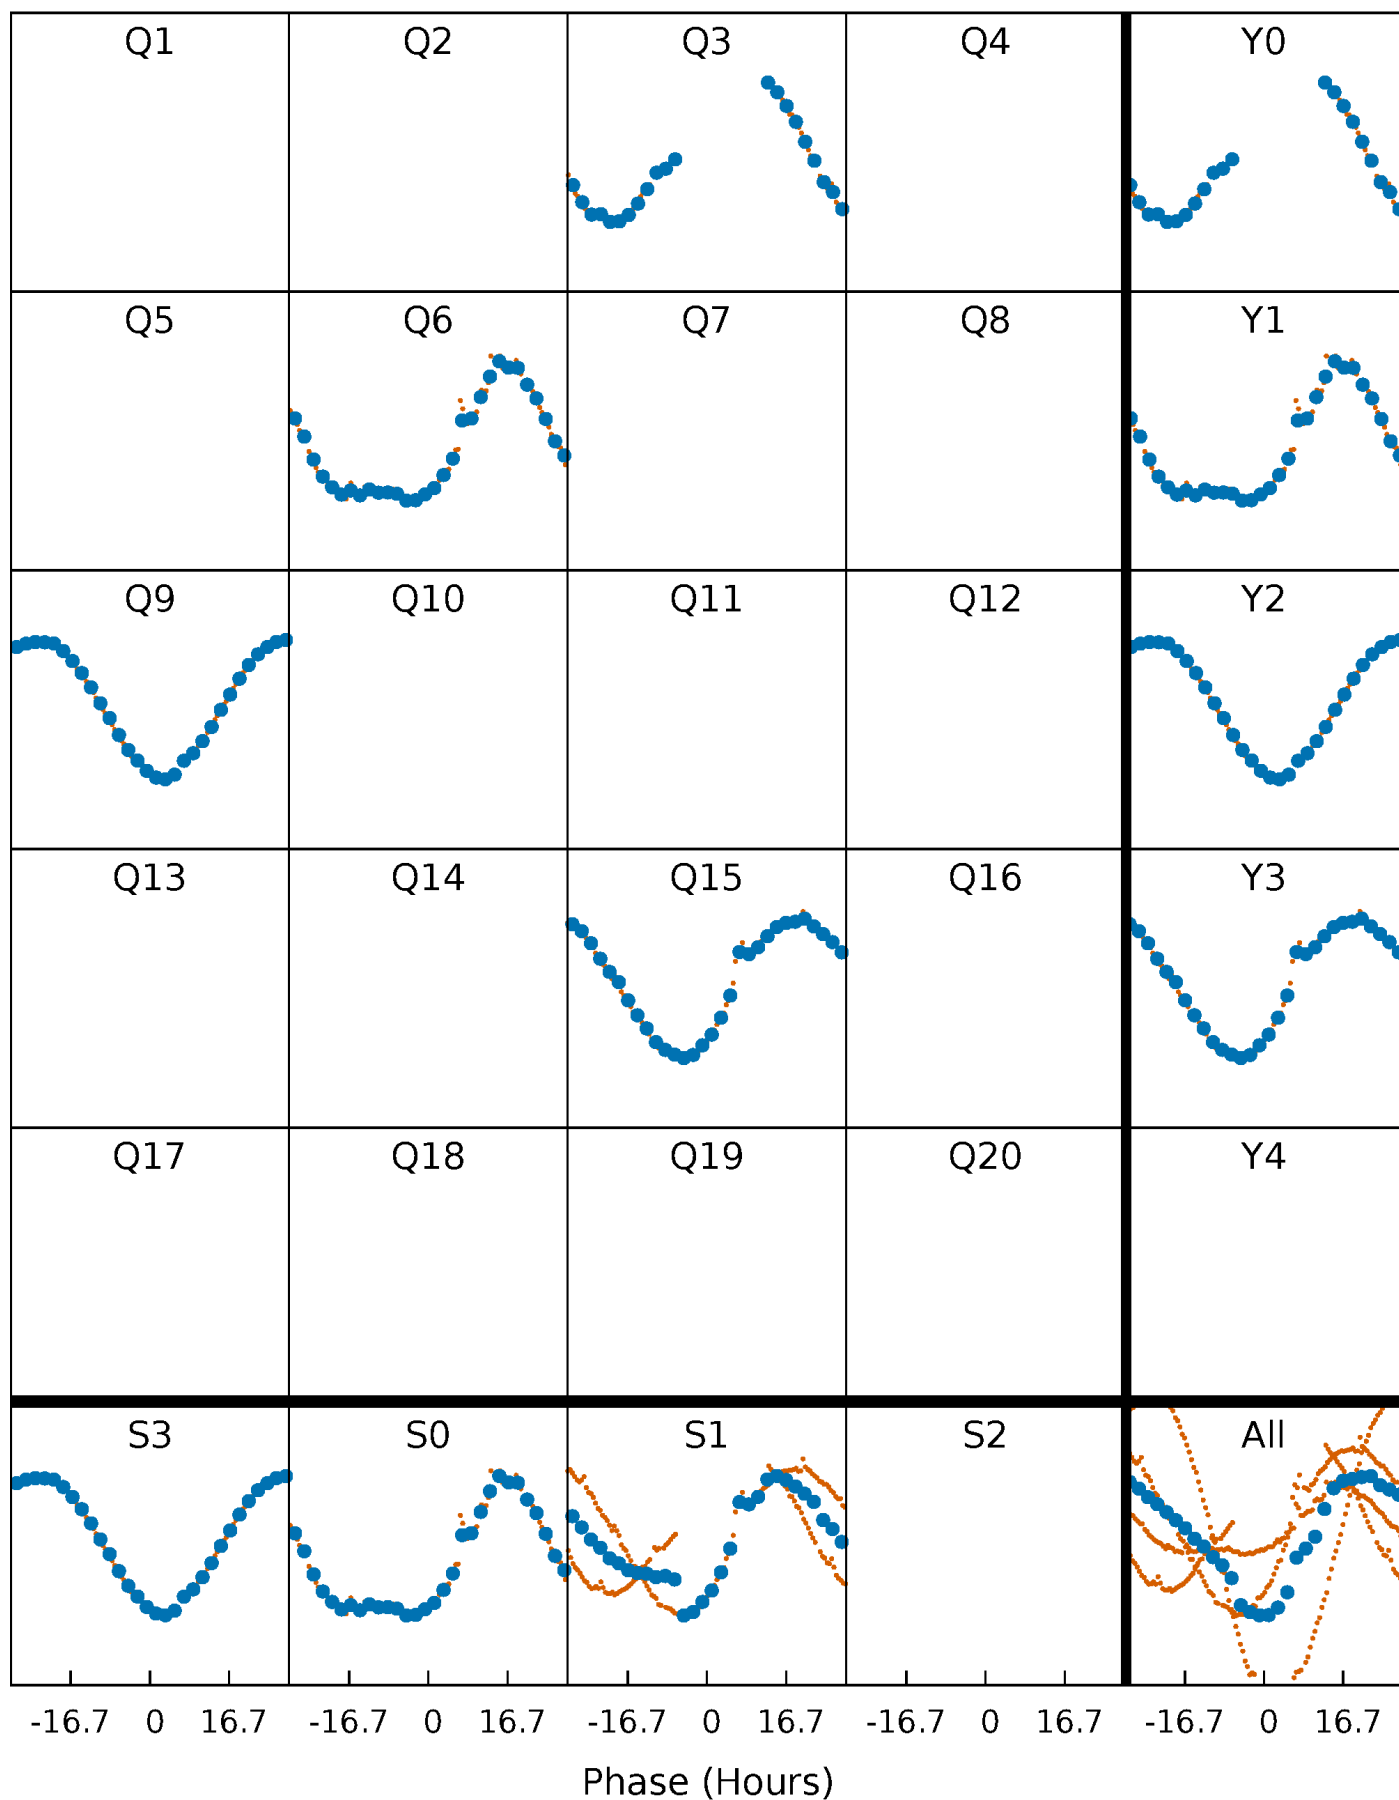 Q1 Q2 Q3 Q4 Y0
Q5 Q6 Q7 Q8 Y1
Q9 Q10 Q11 Q12 Y2
Q13 Q14 Q15 Q16 Y3
Q17 Q18 Q19 Q20 Y4
S3 S0 S1 S2 All
-16.7 0 16.7 -16.7 0 16.7 -16.7 0 16.7 -16.7 0 16.7 -16.7 0 16.7
Phase (Hours)